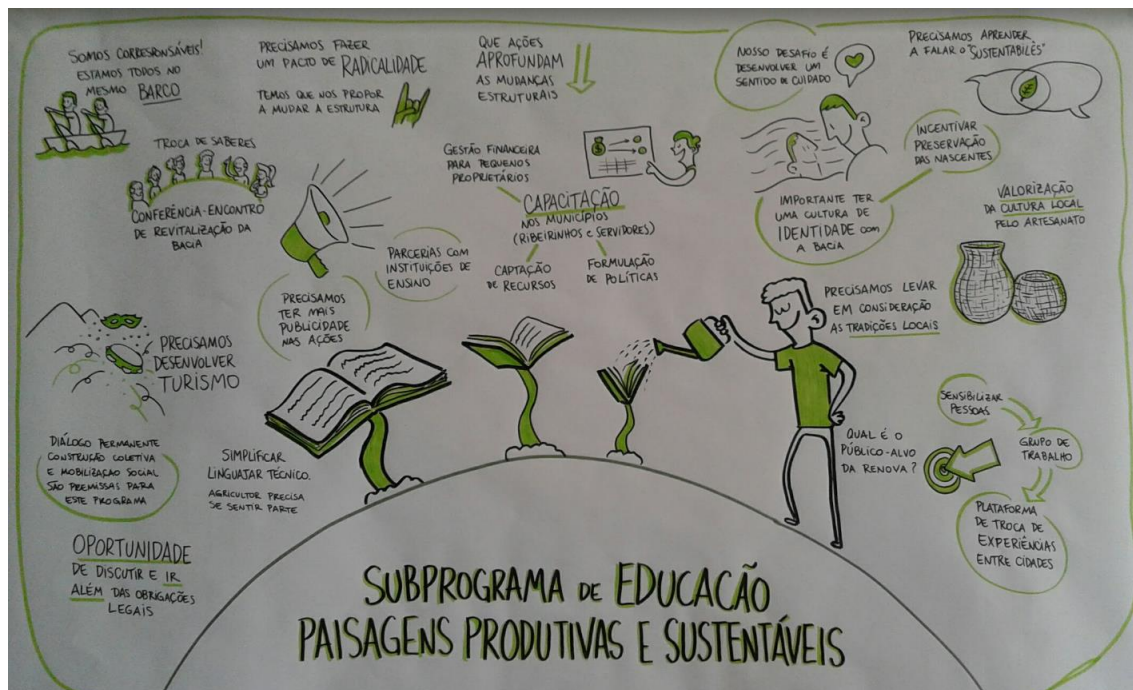 SOMOS CORRESPONSÁVEIS!
ESTAMOS TODOS NO
MESMO BARCO
PRECISAMOS FAZER
UM PACTO DE RADICALIDADE
TEMOS QUE NOS PROPOR
A MUDAR A ESTRUTURA
QUE AÇÕES
APROFUNDAM
AS MUDANÇAS
ESTRUTURAIS
NOSSO DESAFIO É
DESENVOLVER UM
SENTIDO DE CUIDADO
PRECISAMOS APRENDER
A FALAR O "SUSTENTABILÊS"
TROCA DE SABERES
CONFERÊNCIA-ENCONTRO
DE REVITALIZAÇÃO DA
BACIA
GESTÃO FINANCEIRA
PARA PEQUENOS
PROPRIETÁRIOS
CAPACITAÇÃO
NOS MUNICÍPIOS
(RIBEIRINHOS E SERVIDORES)
CAPTAÇÃO
DE RECURSOS
FORMULAÇÃO
DE POLÍTICAS
INCENTIVAR
PRESERVAÇÃO
DAS NASCENTES
IMPORTANTE TER
UMA CULTURA DE
IDENTIDADE COM
A BACIA
VALORIZAÇÃO
DA CULTURA LOCAL
PELO ARTESANATO
PARCERIAS COM
INSTITUIÇÕES DE
ENSINO
PRECISAMOS
TER MAIS
PUBLICIDADE
NAS AÇÕES
PRECISAMOS LEVAR
EM CONSIDERAÇÃO
AS TRADIÇÕES LOCAIS
PRECISAMOS
DESENVOLVER
TURISMO
DIÁLOGO PERMANENTE
CONSTRUÇÃO COLETIVA
E MOBILIZAÇÃO SOCIAL
SÃO PREMISSAS PARA
ESTE PROGRAMA
SIMPLIFICAR
LINGUAJAR TÉCNICO.
AGRICULTOR PRECISA
SE SENTIR PARTE
QUAL É O
PÚBLICO-ALVO
DA RENOVA?
SENSIBILIZAR
PESSOAS
GRUPO DE
TRABALHO
PLATAFORMA
DE TROCA DE
EXPERIÊNCIAS
ENTRE CIDADES
OPORTUNIDADE
DE DISCUTIR E IR
ALÉM DAS OBRIGAÇÕES
LEGAIS
SUBPROGRAMA DE EDUCAÇÃO
PAISAGENS PRODUTIVAS E SUSTENTÁVEIS